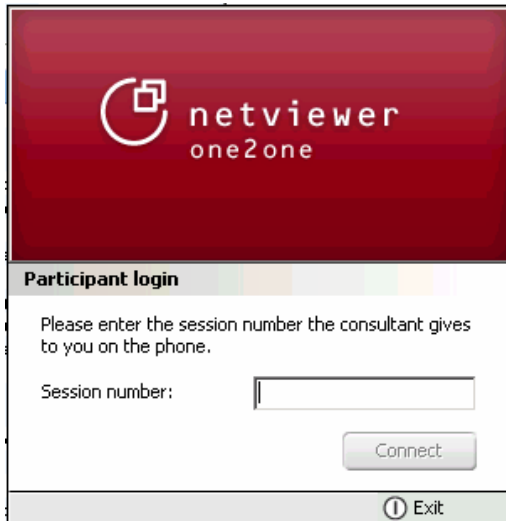 netviewer
one2one
Participant login
Please enter the session number the consultant gives
to you on the phone.
Session number:
Connect
Exit